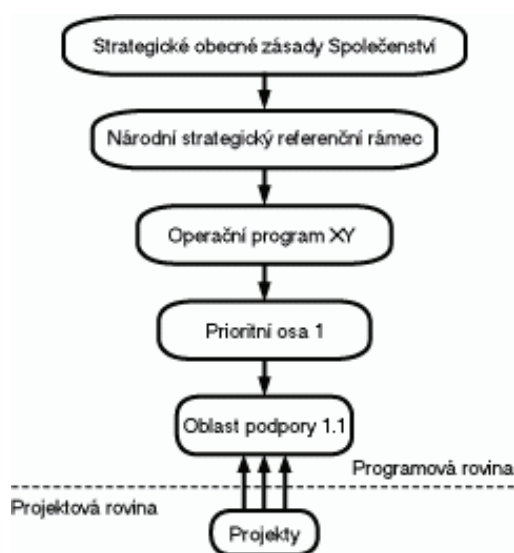 Strategické obecné zásady Společenství
Národní strategický referenční rámec
Operační program XY
Prioritní osa 1
Oblast podpory 1.1
Programová rovina
Projektová rovina
Projekty